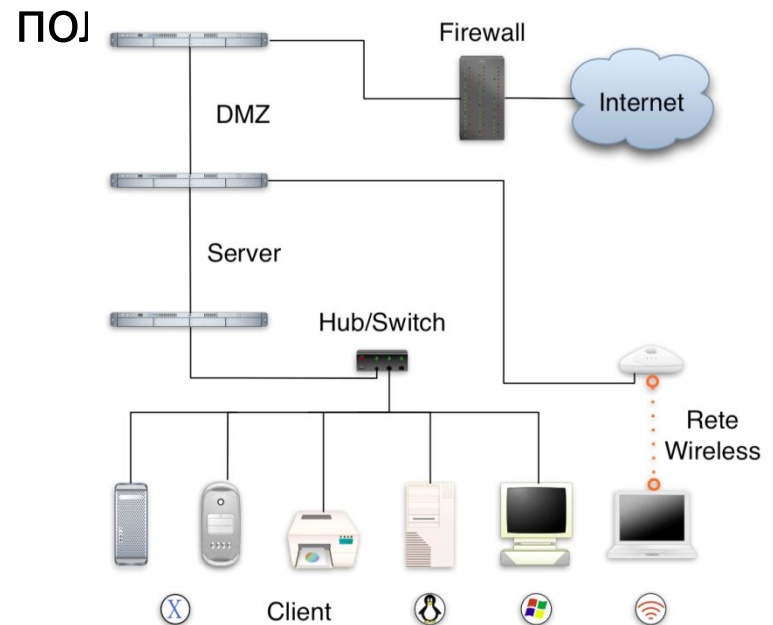 Firewall
Internet
DMZ
Server
Hub/Switch
Rete
Wireless
X
Client